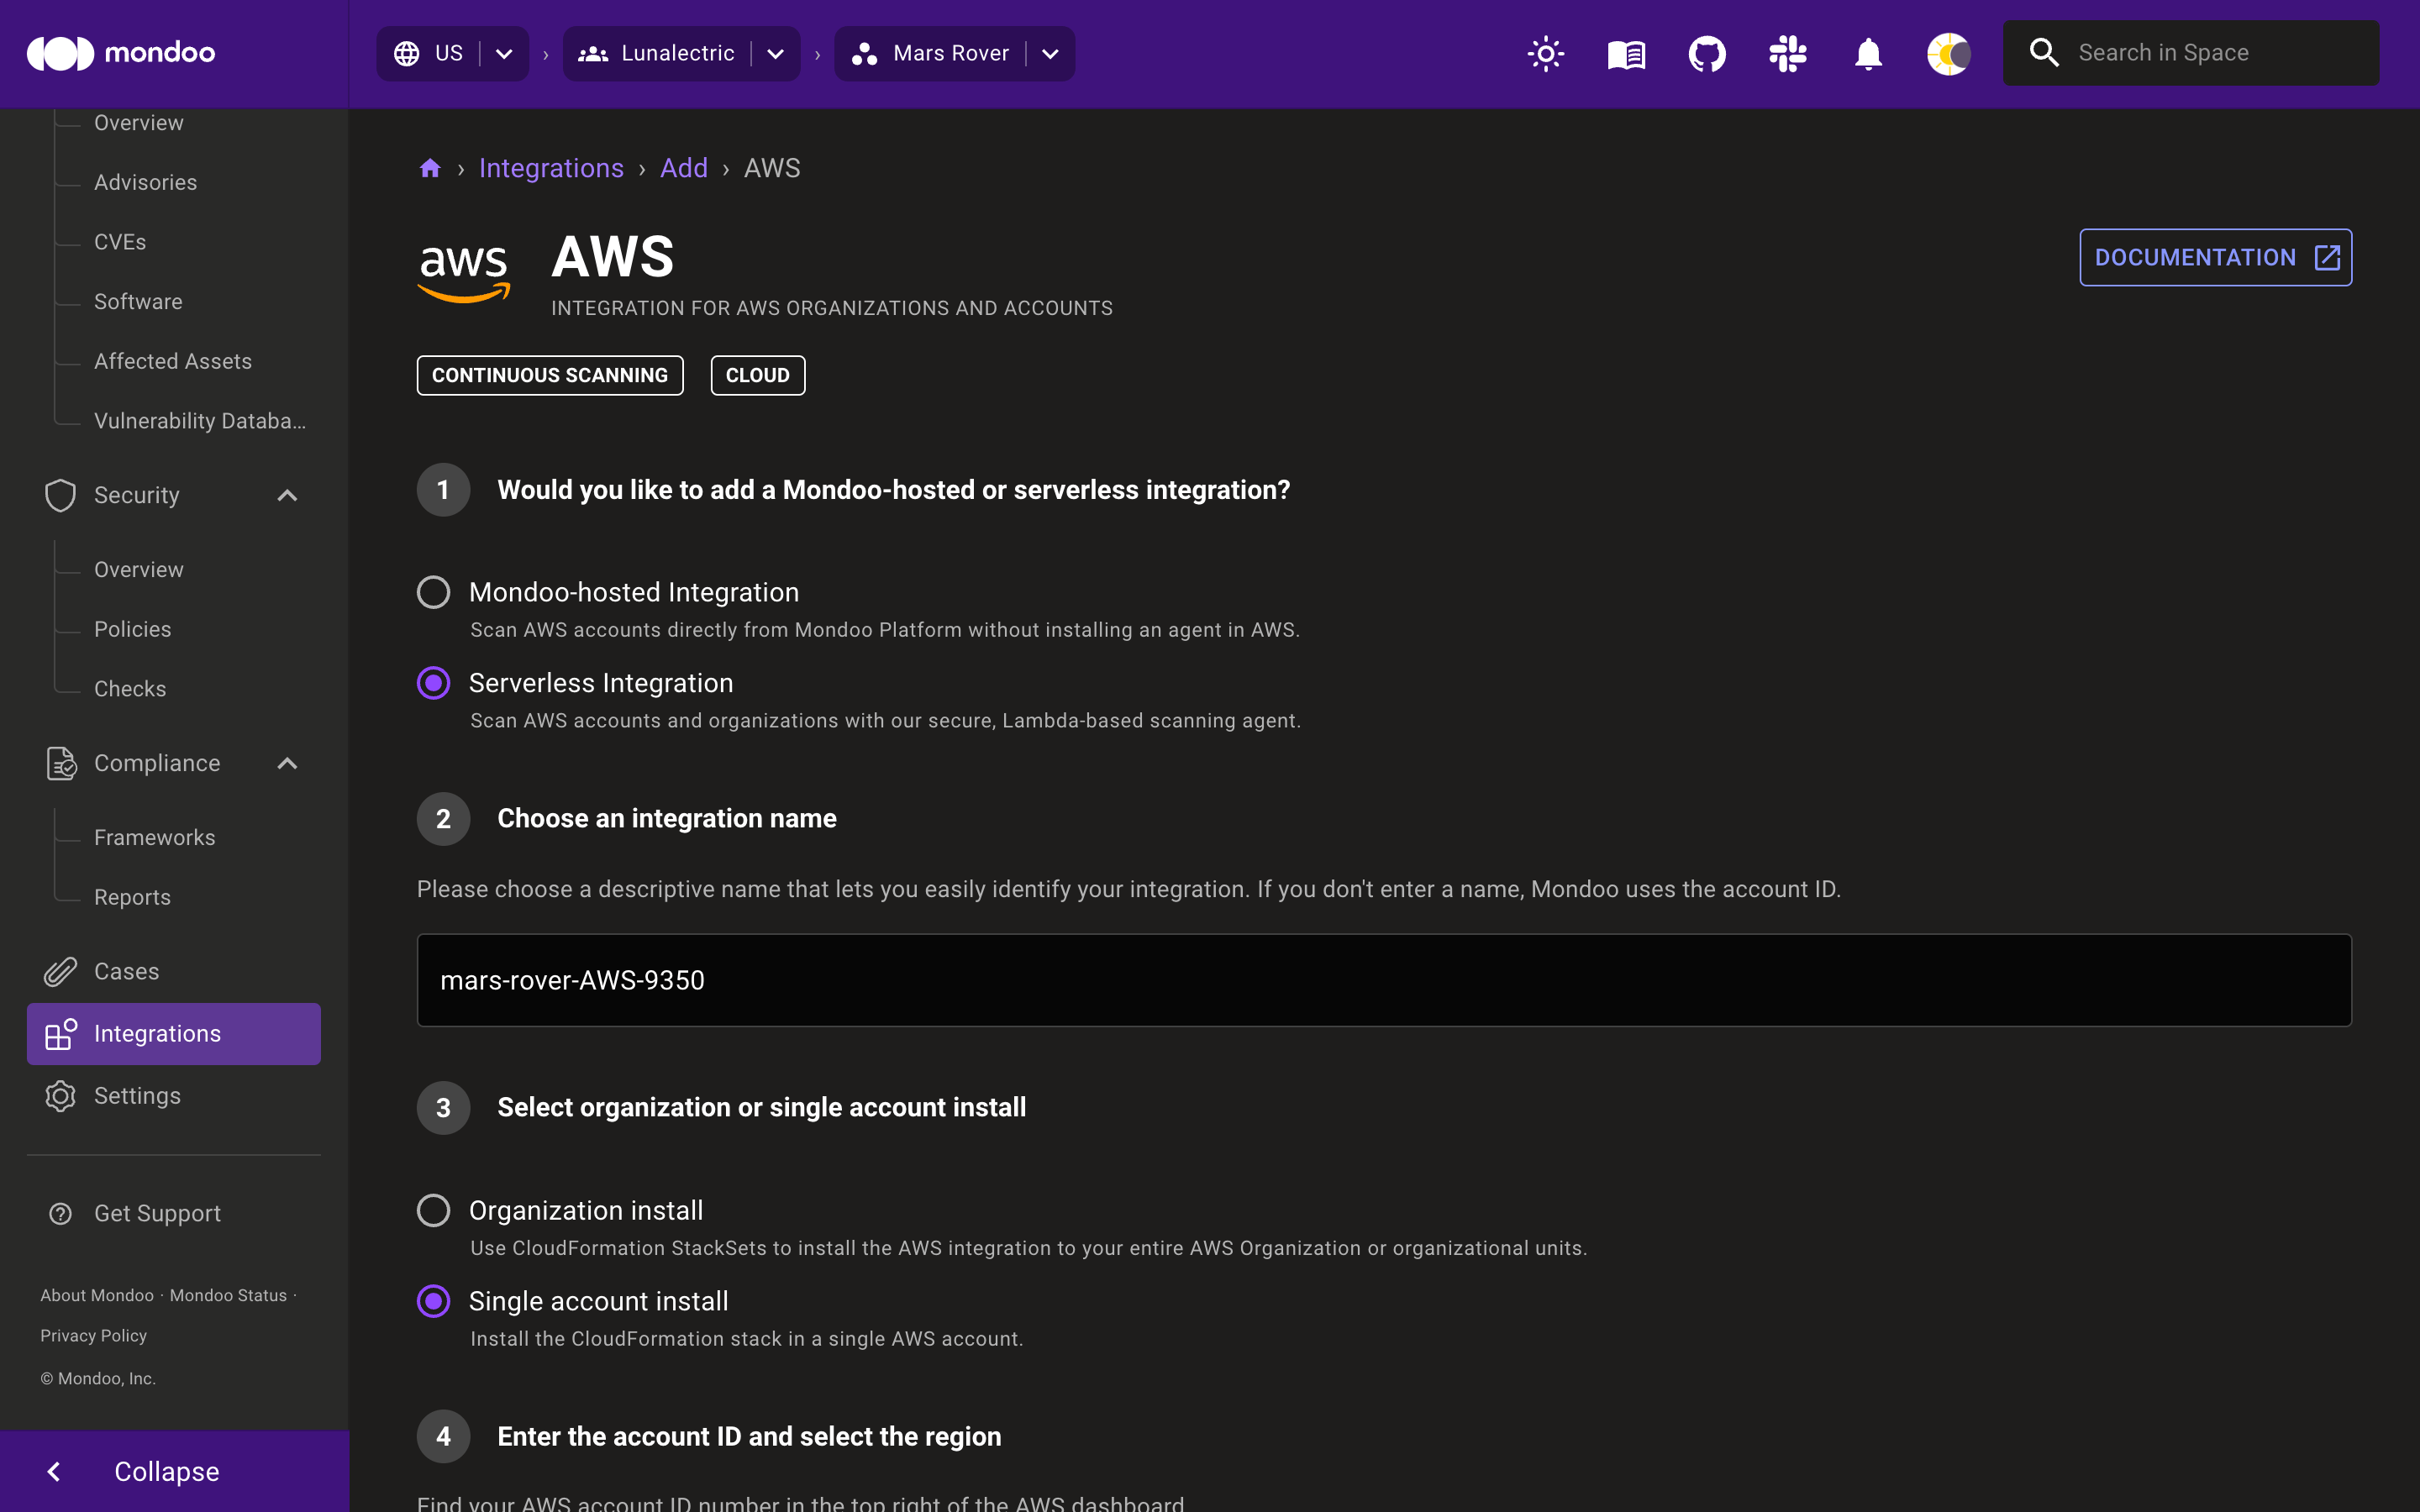 mondoo
US
Lunalectric
Mars Rover
Search in Space
Overview
Advisories
CVEs
Software
Affected Assets
Vulnerability Databa...
Security
Overview
Policies
Checks
Compliance
Frameworks
Reports
Cases
Integrations
Settings
Get Support
About Mondoo · Mondoo Status ·
Privacy Policy
© Mondoo, Inc.
Collapse
› Integrations › Add › AWS
aws
AWS
INTEGRATION FOR AWS ORGANIZATIONS AND ACCOUNTS
DOCUMENTATION
CONTINUOUS SCANNING
CLOUD
1 Would you like to add a Mondoo-hosted or serverless integration?
Mondoo-hosted Integration
Scan AWS accounts directly from Mondoo Platform without installing an agent in AWS.
Serverless Integration
Scan AWS accounts and organizations with our secure, Lambda-based scanning agent.
2 Choose an integration name
Please choose a descriptive name that lets you easily identify your integration. If you don't enter a name, Mondoo uses the account ID.
mars-rover-AWS-9350
3 Select organization or single account install
Organization install
Use CloudFormation StackSets to install the AWS integration to your entire AWS Organization or organizational units.
Single account install
Install the CloudFormation stack in a single AWS account.
4 Enter the account ID and select the region
Find your AWS account ID number in the top right of the AWS dashboard